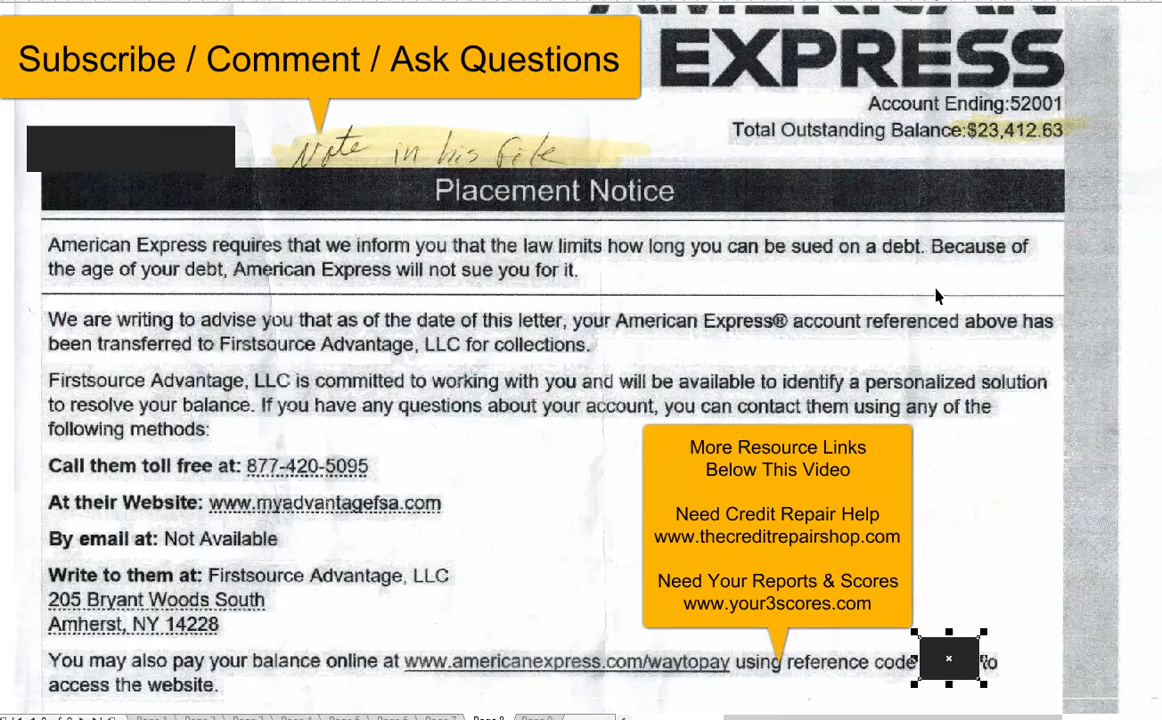 AMERICAN
EXPRESS
Subscribe / Comment / Ask Questions
Account Ending:52001
Total Outstanding Balance:$23,412.63
Note in his file
Placement Notice
American Express requires that we inform you that the law limits how long you can be sued on a debt. Because of
the age of your debt, American Express will not sue you for it.
We are writing to advise you that as of the date of this letter, your American Express® account referenced above has
been transferred to Firstsource Advantage, LLC for collections.
Firstsource Advantage, LLC is committed to working with you and will be available to identify a personalized solution
to resolve your balance. If you have any questions about your account, you can contact them using any of the
following methods:
Call them toll free at: 877-420-5095
At their Website: www.myadvantagefsa.com
By email at: Not Available
Write to them at: Firstsource Advantage, LLC
205 Bryant Woods South
Amherst, NY 14228
More Resource Links
Below This Video
Need Credit Repair Help
www.thecreditrepairshop.com
Need Your Reports & Scores
www.your3scores.com
You may also pay your balance online at www.americanexpress.com/waytopay using reference code to
access the website.